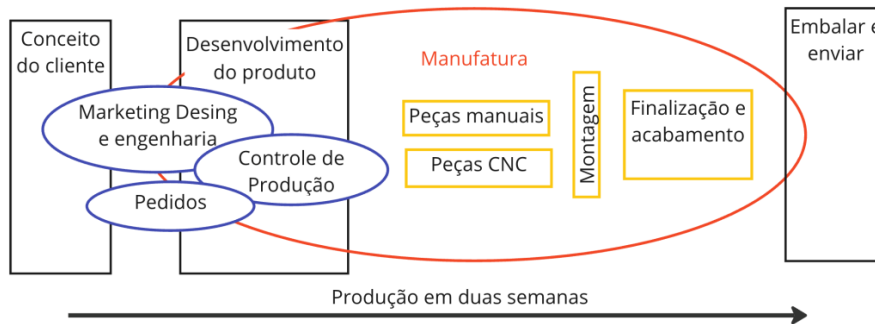 Conceito
do cliente
Desenvolvimento
do produto
Manufatura
Embalar e
enviar
Marketing Desing
e engenharia
Controle de
Produção
Pedidos
Peças manuais
Peças CNC
Montagem
Finalização e
acabamento
Produção em duas semanas